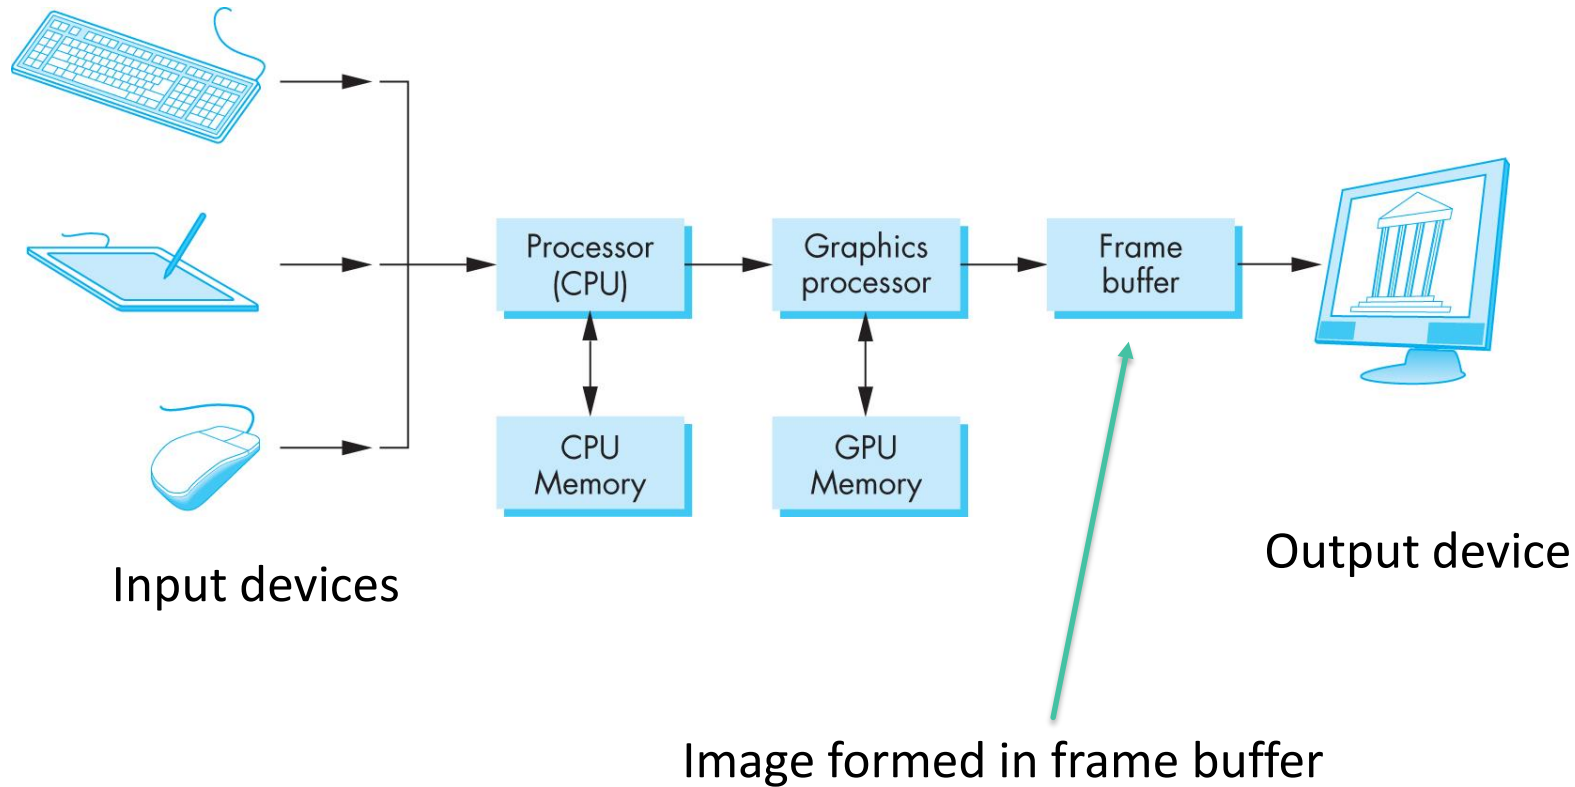 Processor
(CPU)
Graphics
processor
Frame
buffer
CPU
Memory
GPU
Memory
Input devices
Output device
Image formed in frame buffer